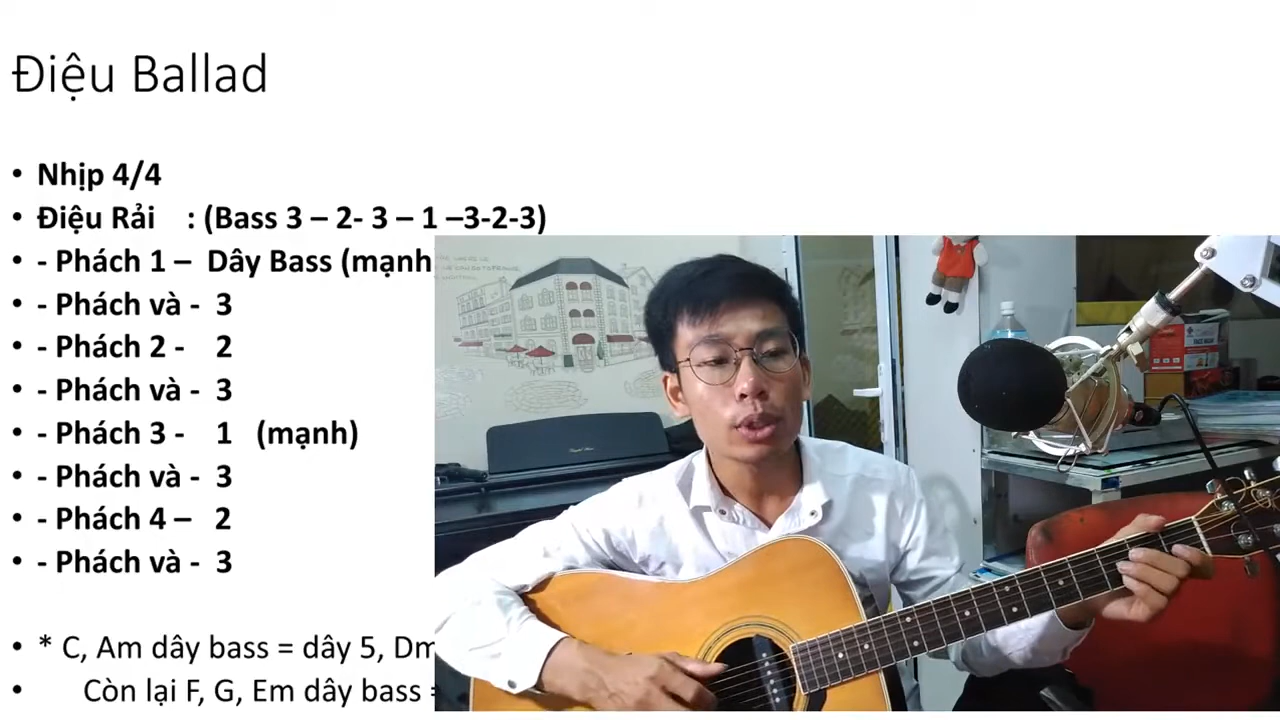 Điệu Ballad
• Nhịp 4/4
• Điệu Rải : (Bass 3 – 2- 3 – 1 –3-2-3)
• - Phách 1 – Dây Bass (mạnh
• - Phách và - 3
• - Phách 2 - 2
• - Phách và - 3
• - Phách 3 - 1 (mạnh)
• - Phách và - 3
• - Phách 4 – 2
• - Phách và - 3
• * C, Am dây bass = dây 5, Dm
• Còn lại F, G, Em dây bass =